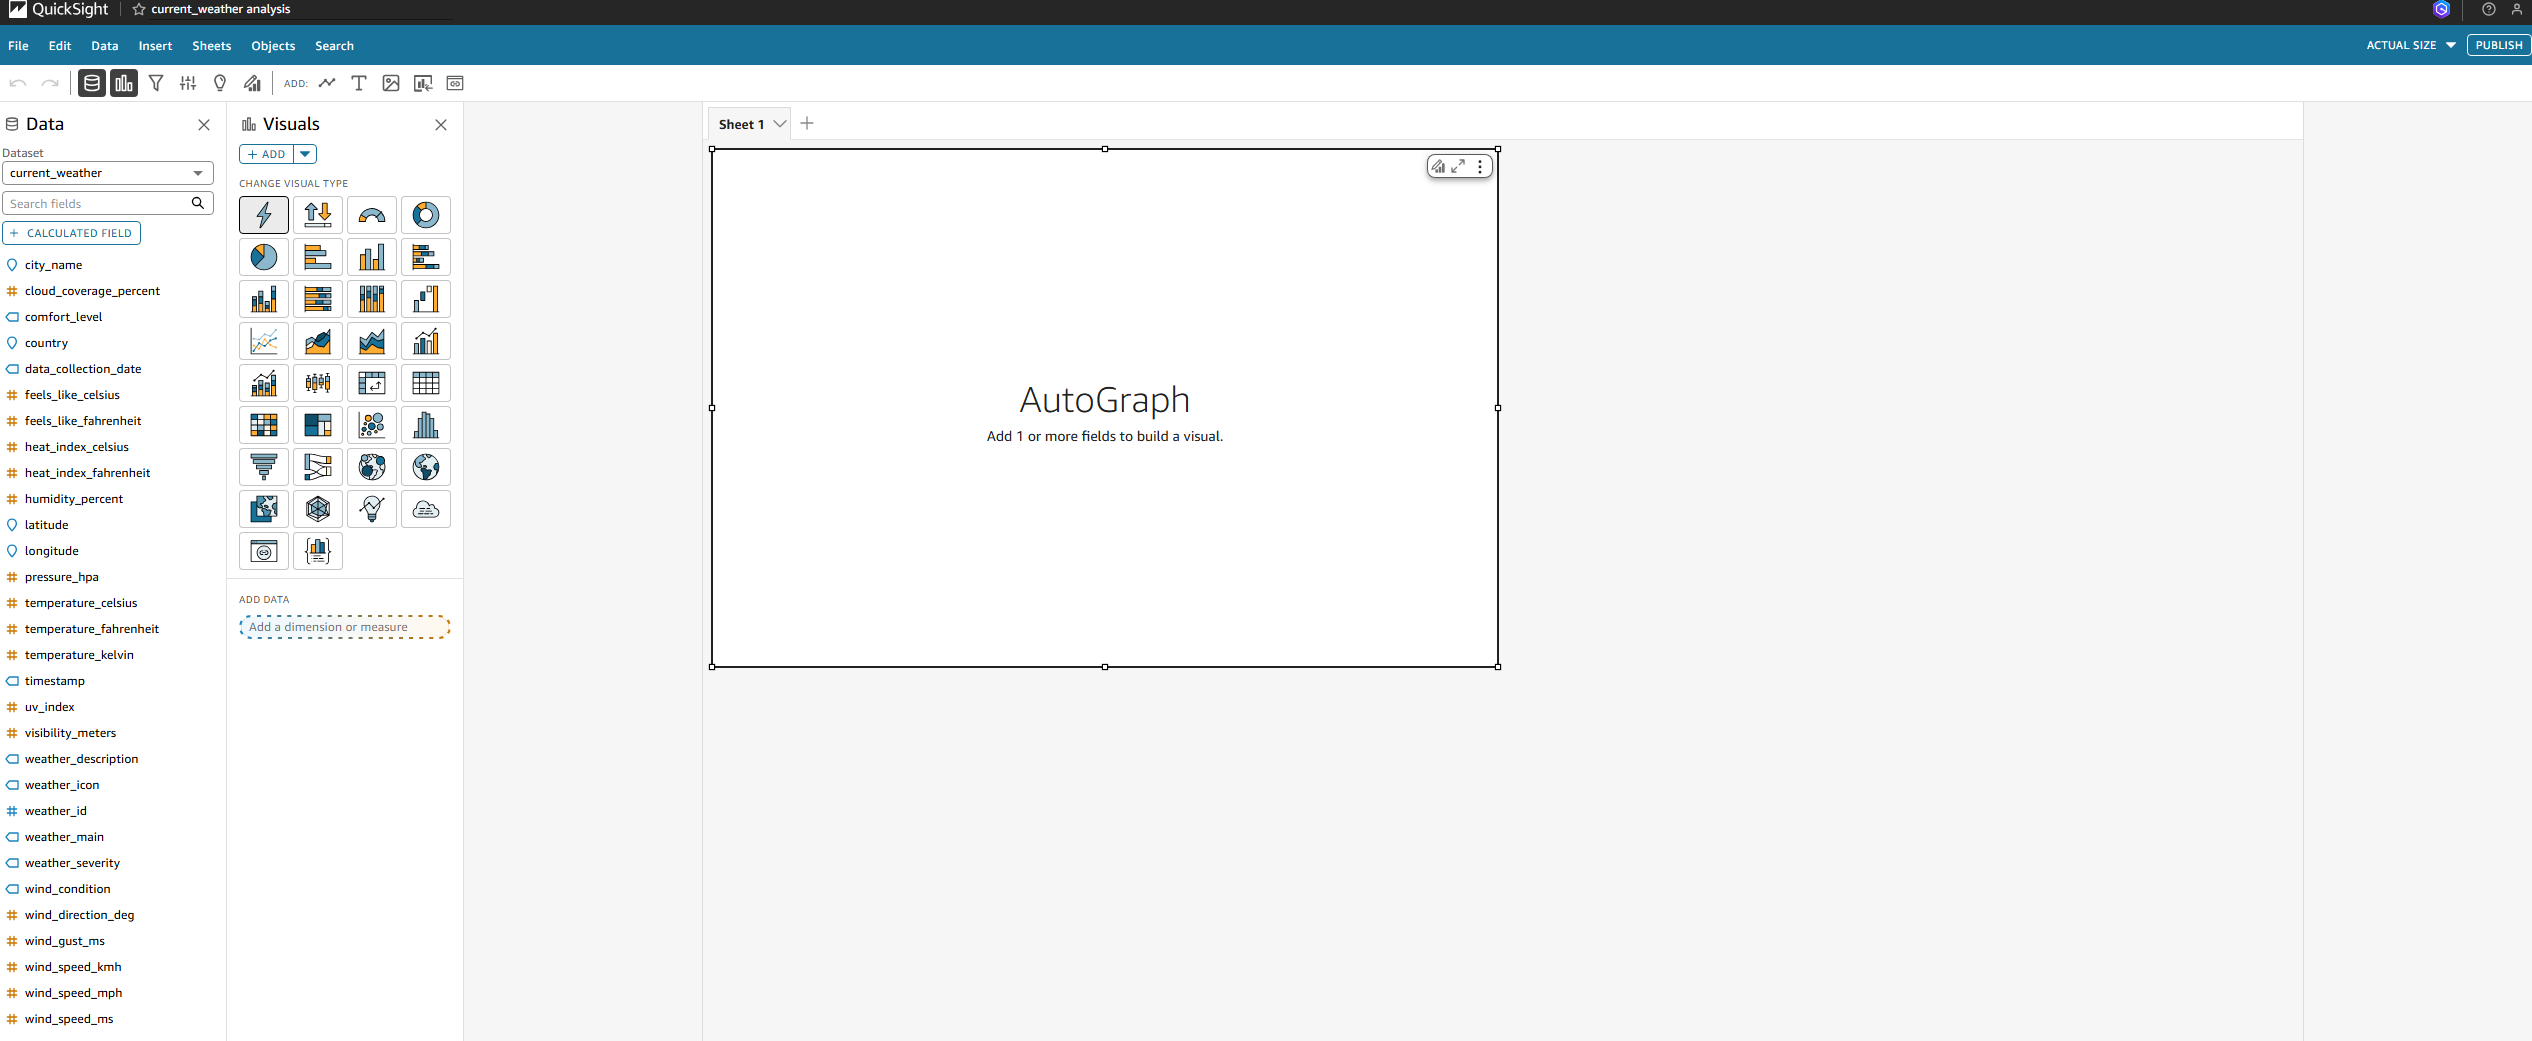 QuickSight
current_weather analysis
File
Edit
Data
Insert
Sheets
Objects
Search
ACTUAL SIZE
PUBLISH
ADD:
Data
Dataset
current_weather
Search fields
+ CALCULATED FIELD
city_name
cloud_coverage_percent
comfort_level
country
data_collection_date
feels_like_celsius
feels_like_fahrenheit
heat_index_celsius
heat_index_fahrenheit
humidity_percent
latitude
longitude
pressure_hpa
temperature_celsius
temperature_fahrenheit
temperature_kelvin
timestamp
uv_index
visibility_meters
weather_description
weather_icon
weather_id
weather_main
weather_severity
wind_condition
wind_direction_deg
wind_gust_ms
wind_speed_kmh
wind_speed_mph
wind_speed_ms
Visuals
+ ADD
CHANGE VISUAL TYPE
ADD DATA
Add a dimension or measure
Sheet 1
AutoGraph
Add 1 or more fields to build a visual.